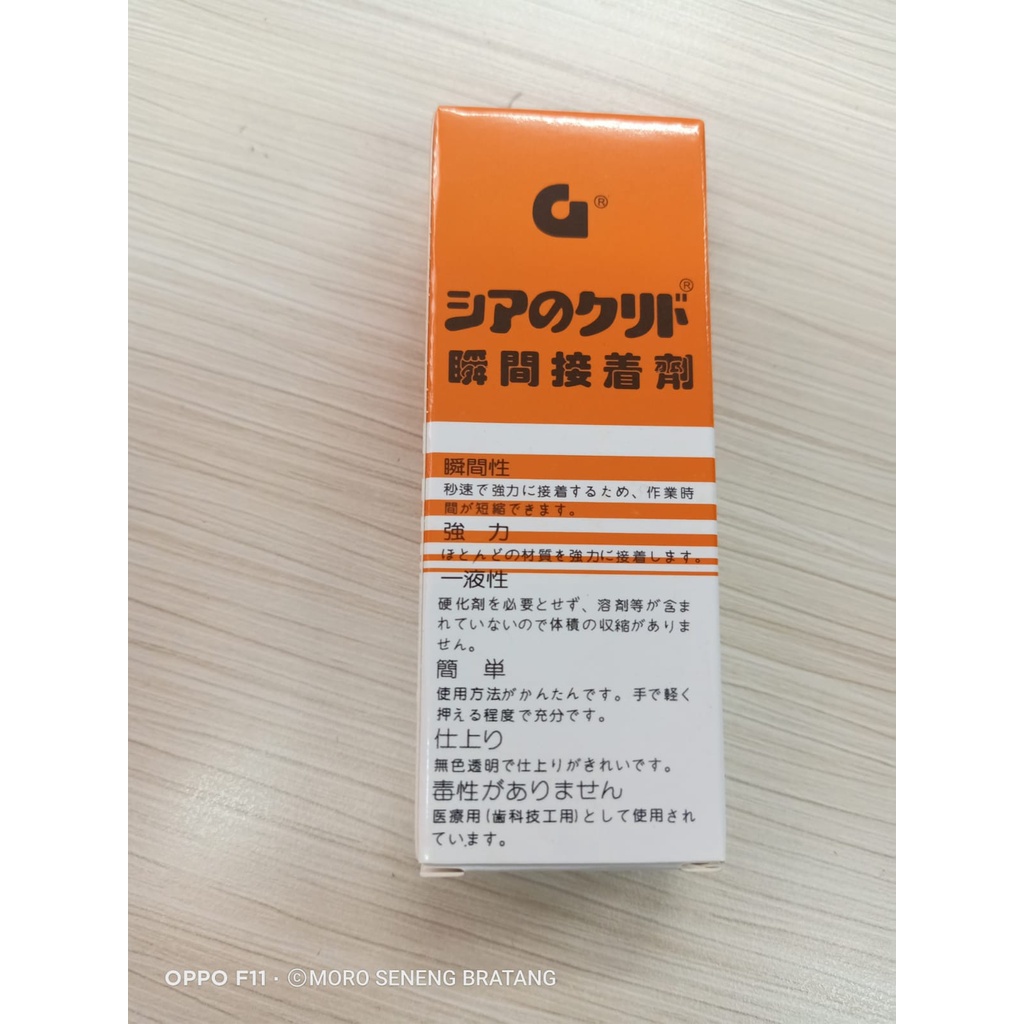 G®
シアのクリド®
瞬間接着剤
瞬間性
秒速で強力に接着するため、作業時
間が短縮できます。
強 力
ほとんどの材質を強力に接着します。
一液性
硬化剤を必要とせず、溶剤等が含ま
れていないので体積の収縮がありま
せん。
簡 単
使用方法がかんたんです。手で軽く
押える程度で充分です。
仕上り
無色透明で仕上りがきれいです。
毒性がありません
医療用(歯科技工用)として使用され
ています。
OPPO F11 · ©MORO SENENG BRATANG